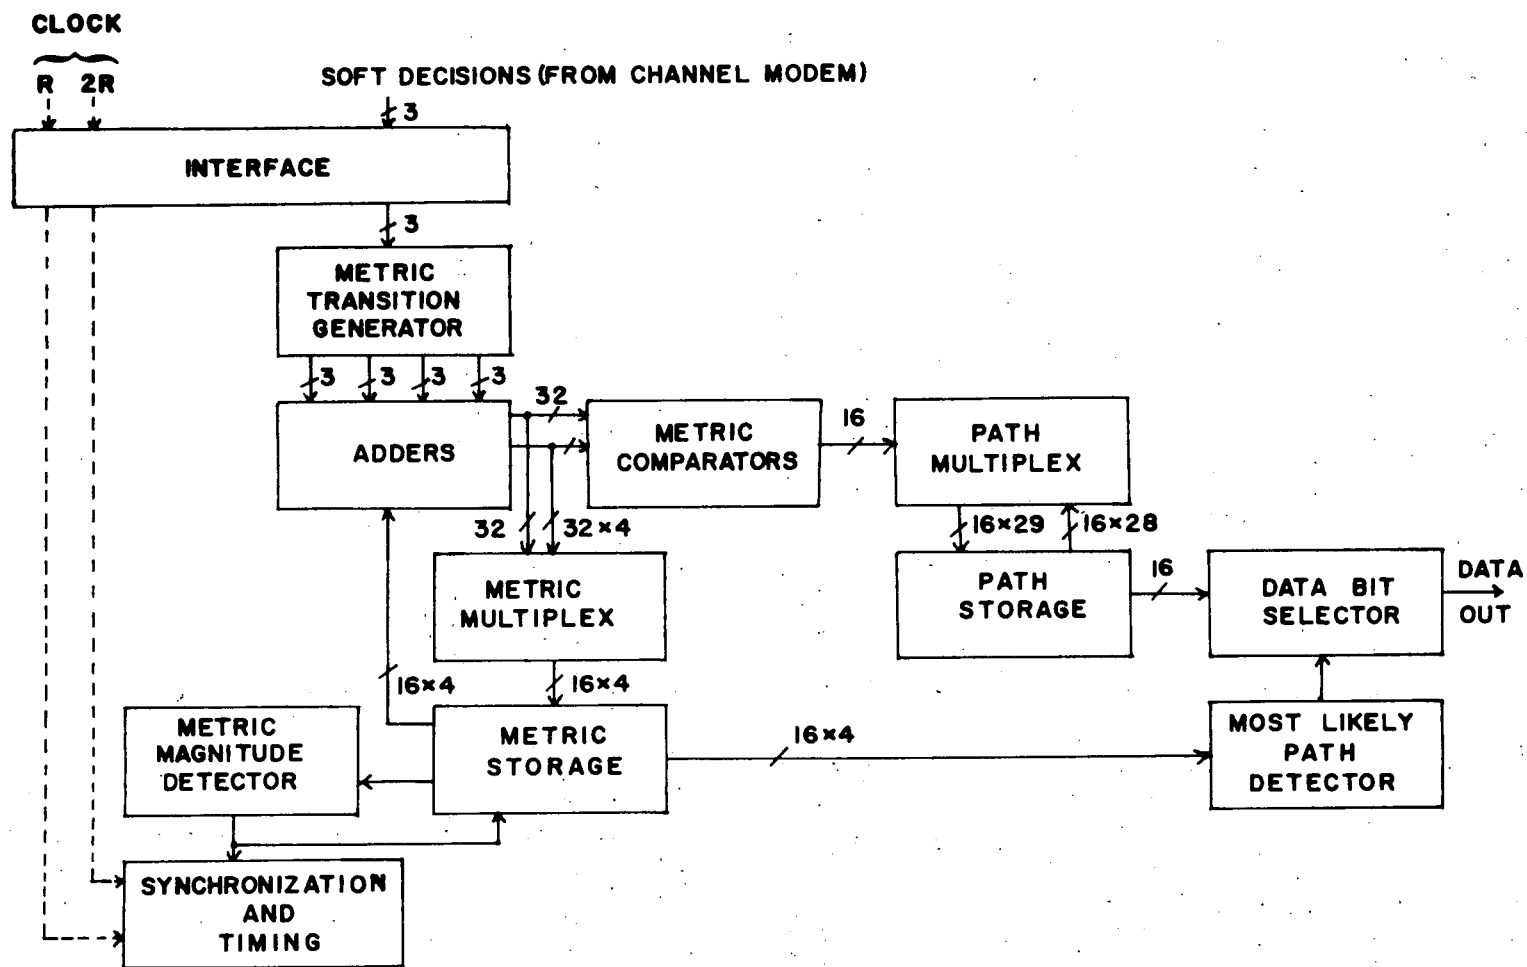 CLOCK
R 2R
SOFT DECISIONS (FROM CHANNEL MODEM)
3
INTERFACE
3
METRIC
TRANSITION
GENERATOR
3 3 3 3
ADDERS
32
METRIC
COMPARATORS
16
PATH
MULTIPLEX
32
32×4
16×29
16×28
METRIC
MULTIPLEX
PATH
STORAGE
16
DATA BIT
SELECTOR
DATA
OUT
16×4
16×4
METRIC
MAGNITUDE
DETECTOR
METRIC
STORAGE
16×4
MOST LIKELY
PATH
DETECTOR
SYNCHRONIZATION
AND
TIMING